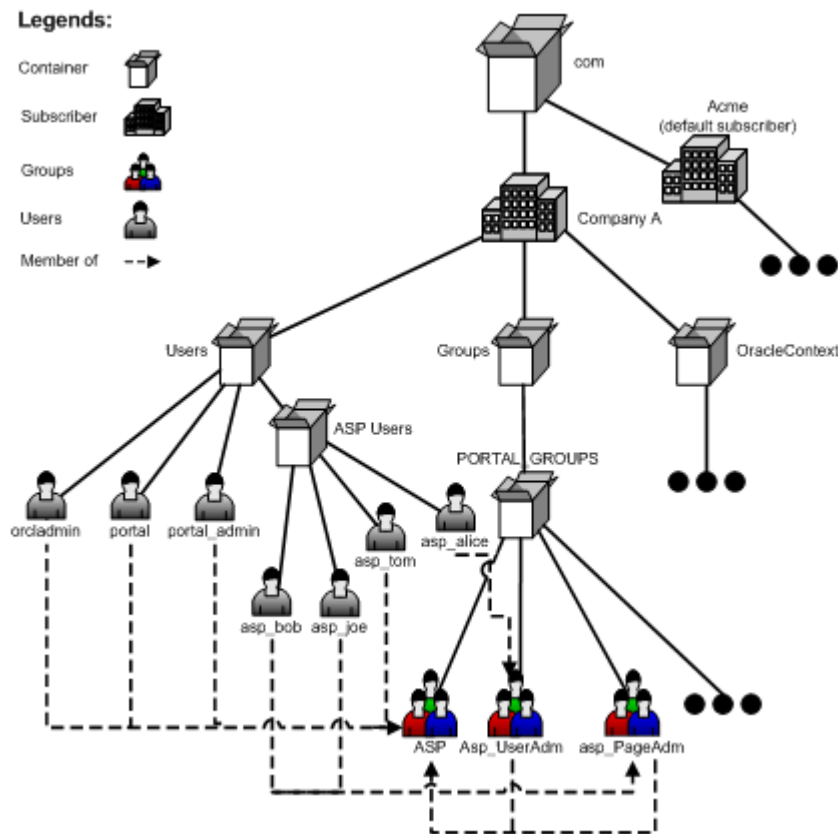 Legends:
Container
Subscriber
Groups
Users
Member of
com
Acme
(default subscriber)
Company A
Users
Groups
OracleContext
ASP Users
PORTAL_GROUPS
orcladmin
portal
portal_admin
asp_tom
asp_alice
asp_bob
asp_joe
ASP
Asp_UserAdm
asp_PageAdm